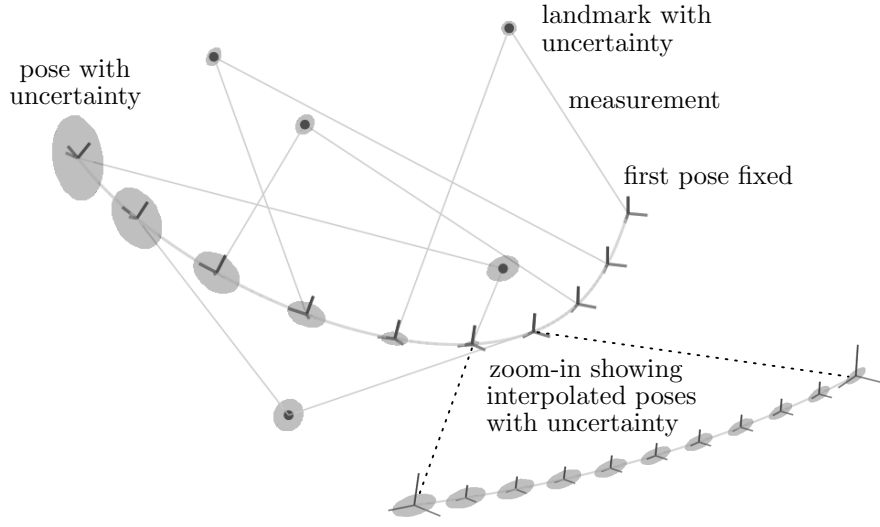 landmark with
uncertainty
pose with
uncertainty
measurement
first pose fixed
zoom-in showing
interpolated poses
with uncertainty